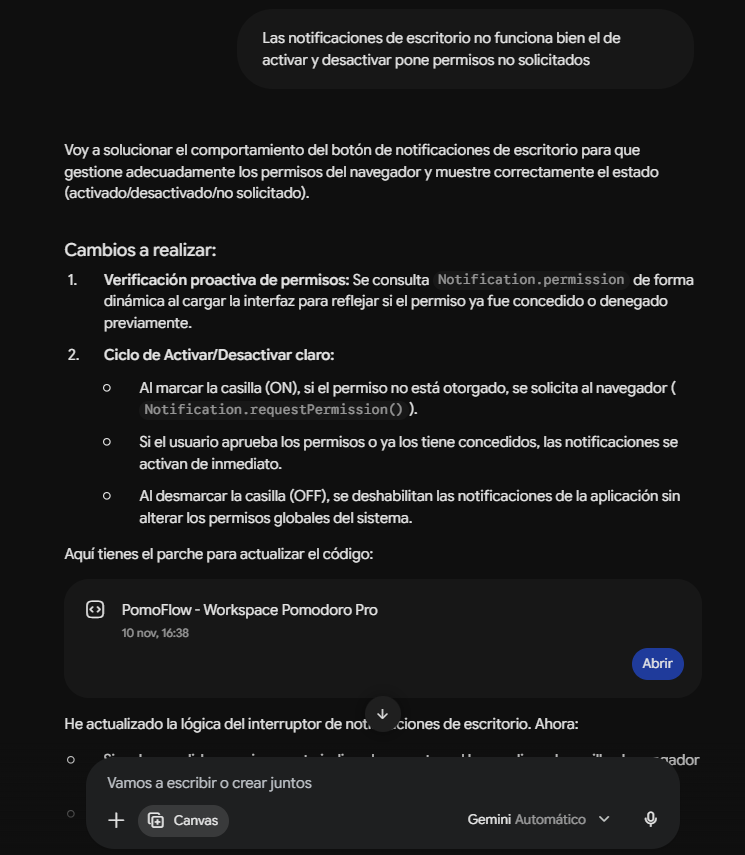 Las notificaciones de escritorio no funciona bien el de
activar y desactivar pone permisos no solicitados
Voy a solucionar el comportamiento del botón de notificaciones de escritorio para que
gestione adecuadamente los permisos del navegador y muestre correctamente el estado
(activado/desactivado/no solicitado).
Cambios a realizar:
1. Verificación proactiva de permisos: Se consulta Notification.permission de forma
dinámica al cargar la interfaz para reflejar si el permiso ya fue concedido o denegado
previamente.
2. Ciclo de Activar/Desactivar claro:
Al marcar la casilla (ON), si el permiso no está otorgado, se solicita al navegador (
Notification.requestPermission() ).
Si el usuario aprueba los permisos o ya los tiene concedidos, las notificaciones se
activan de inmediato.
Al desmarcar la casilla (OFF), se deshabilitan las notificaciones de la aplicación sin
alterar los permisos globales del sistema.
Aquí tienes el parche para actualizar el código:
PomoFlow - Workspace Pomodoro Pro
10 nov, 16:38
Abrir
He actualizado la lógica del interruptor de notificaciones de escritorio. Ahora:
Vamos a escribir o crear juntos
Canvas
Gemini Automático